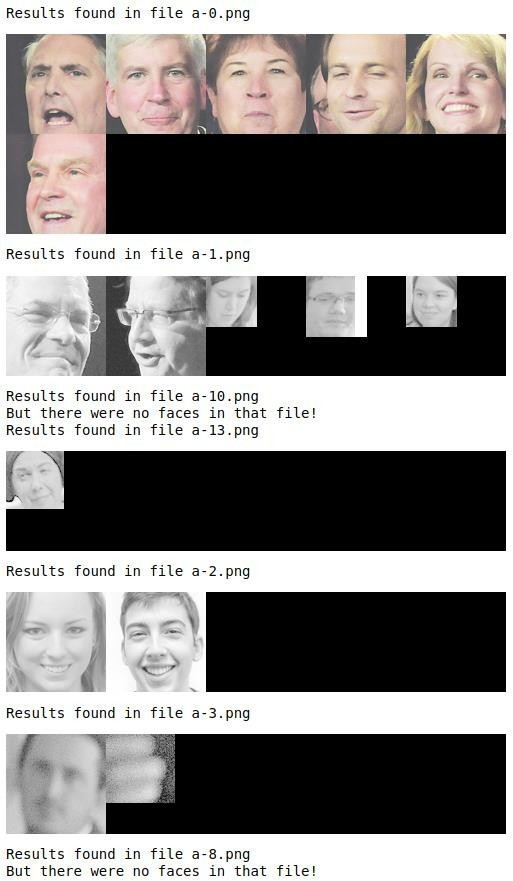 Results found in file a-0.png
Results found in file a-1.png
Results found in file a-10.png
But there were no faces in that file!
Results found in file a-13.png
Results found in file a-2.png
Results found in file a-3.png
Results found in file a-8.png
But there were no faces in that file!